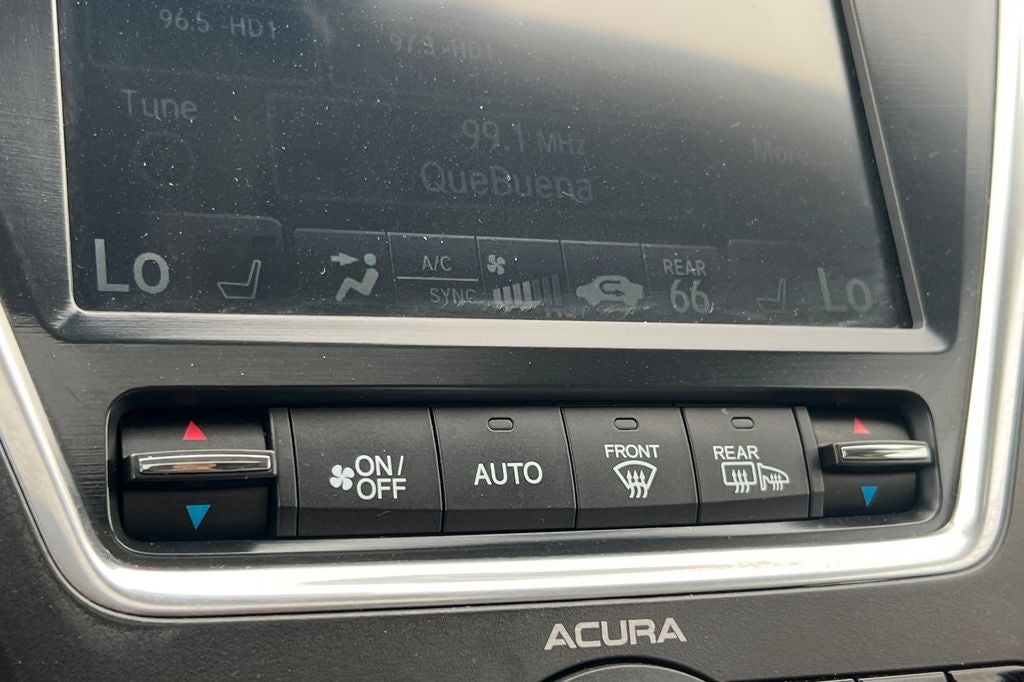 96.5 -HD1
97.3 -HD1
Tune
99.1 MHz
More
QueBuena
Lo
A/C
SYNC
REAR
66
Lo
ON/
OFF
AUTO
FRONT
REAR
ACURA